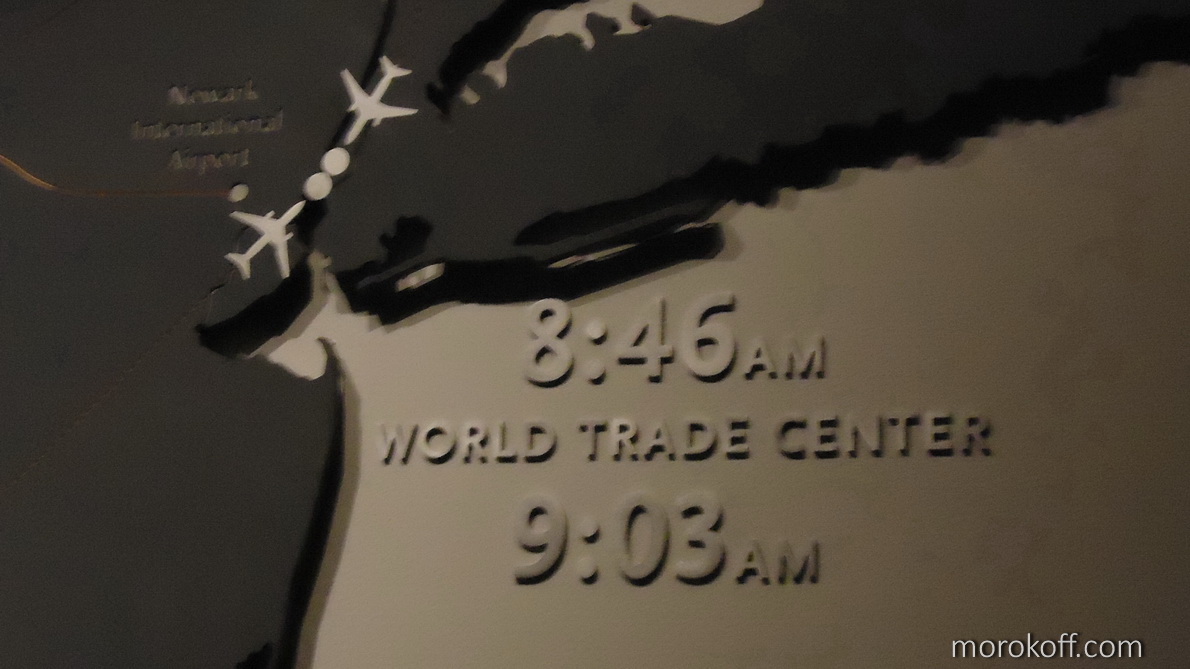 Newark
International
Airport
8:46AM
WORLD TRADE CENTER
9:03AM
morokoff.com